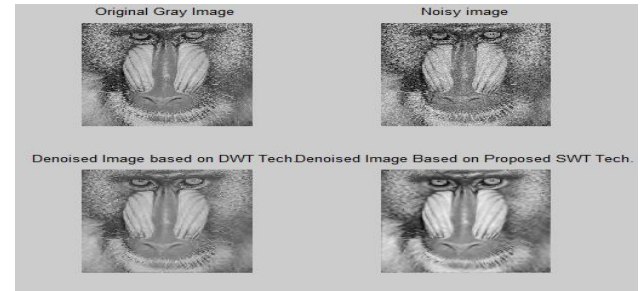 Original Gray Image
Noisy image
Denoised Image based on DWT Tech.
Denoised Image Based on Proposed SWT Tech.